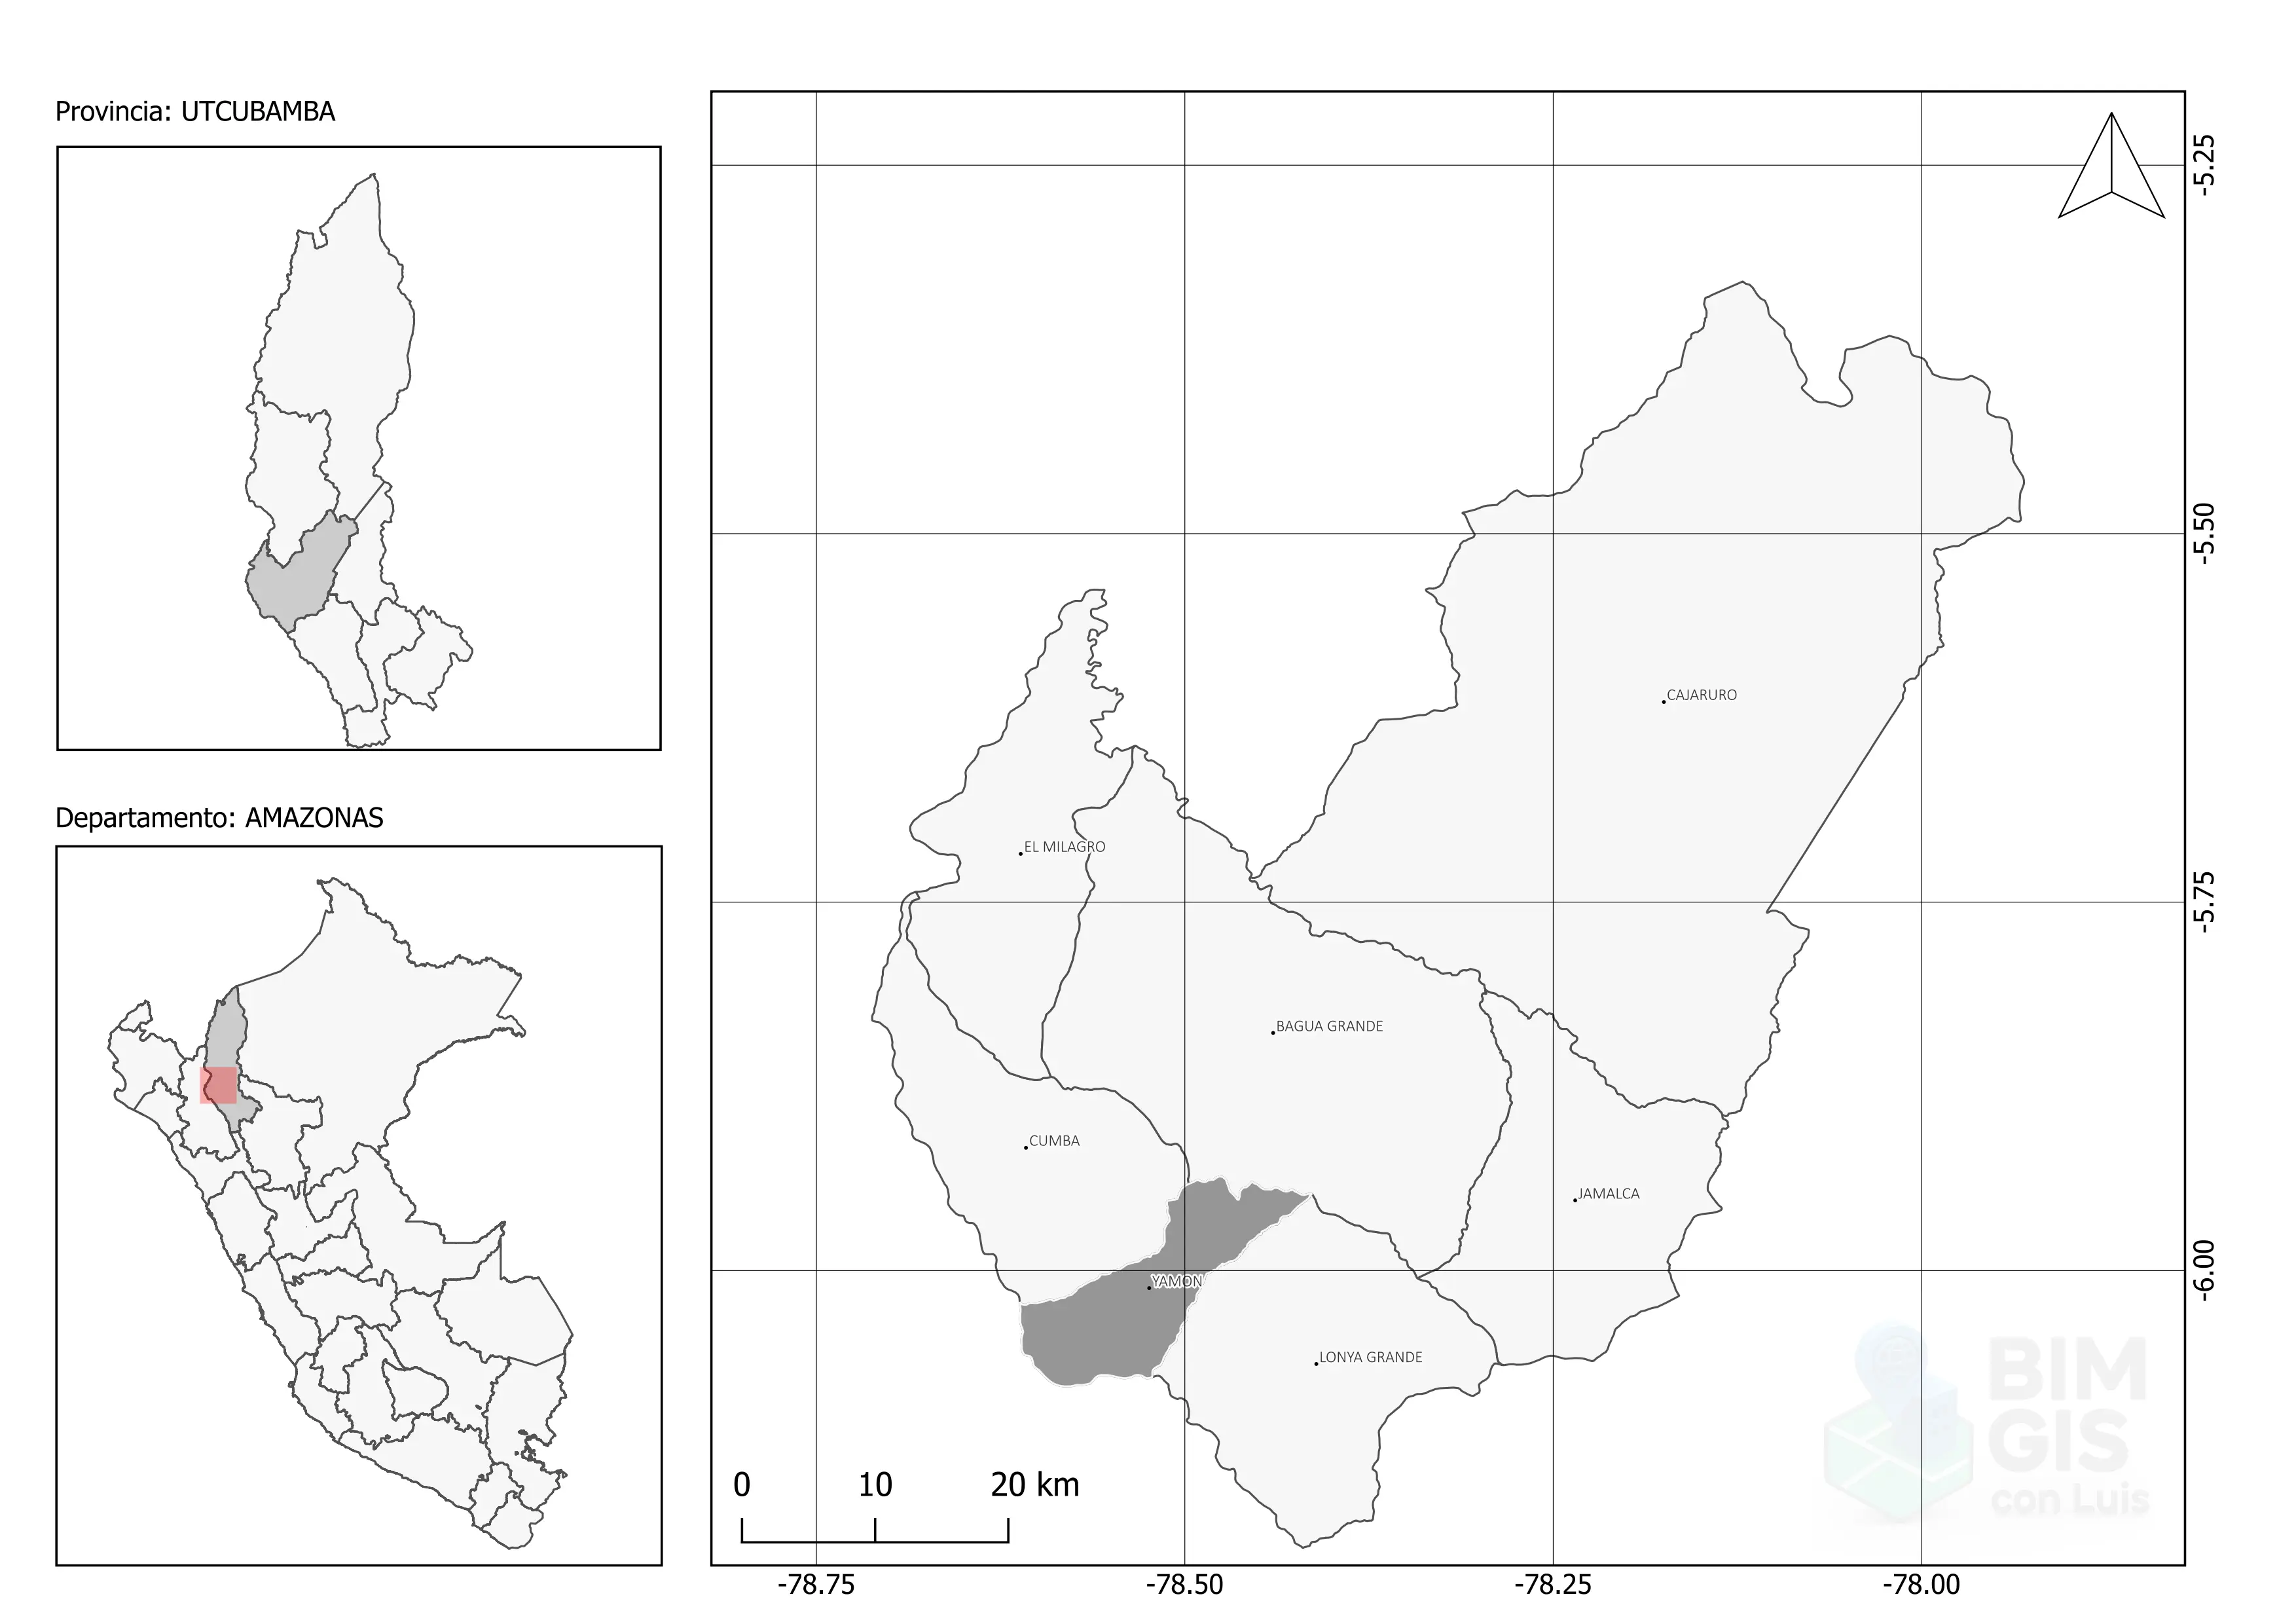 Provincia: UTCUBAMBA
Departamento: AMAZONAS
-5.25
-5.50
-5.75
-6.00
CAJARURO
EL MILAGRO
BAGUA GRANDE
CUMBA
JAMALCA
YAMON
LONYA GRANDE
BIM
GIS
con Luis
0 10 20 km
-78.75 -78.50 -78.25 -78.00